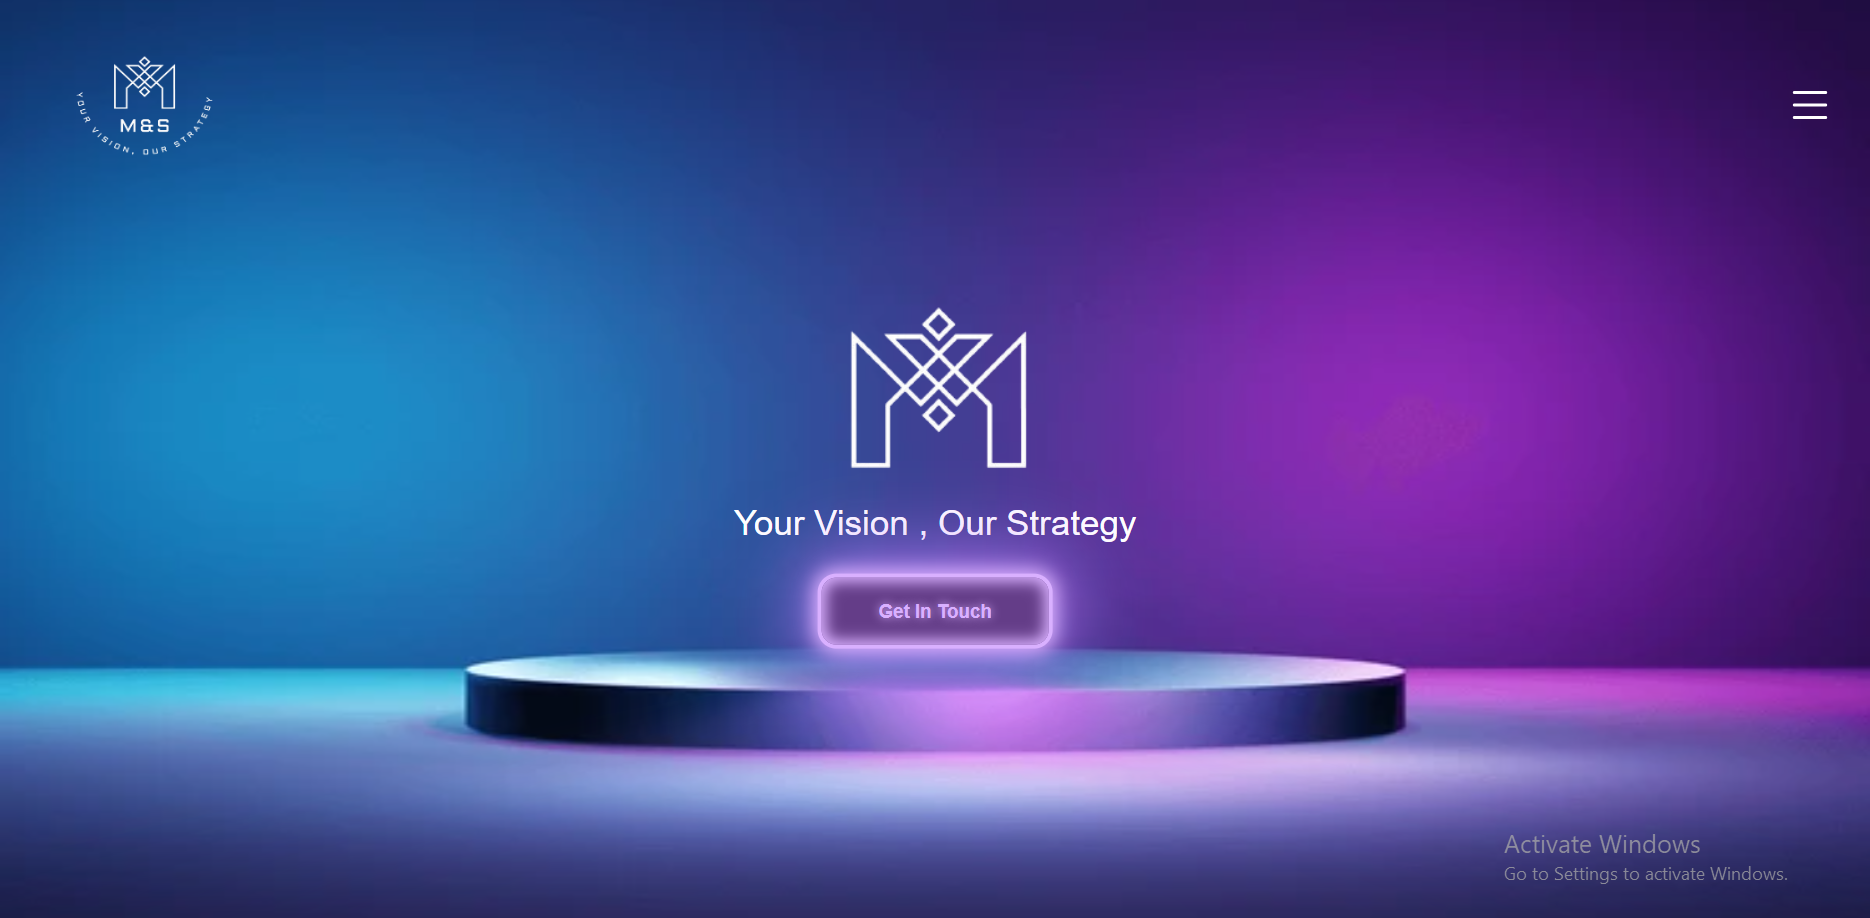 M&S
YOUR VISION, OUR STRATEGY
Your Vision , Our Strategy
Get In Touch
Activate Windows
Go to Settings to activate Windows.